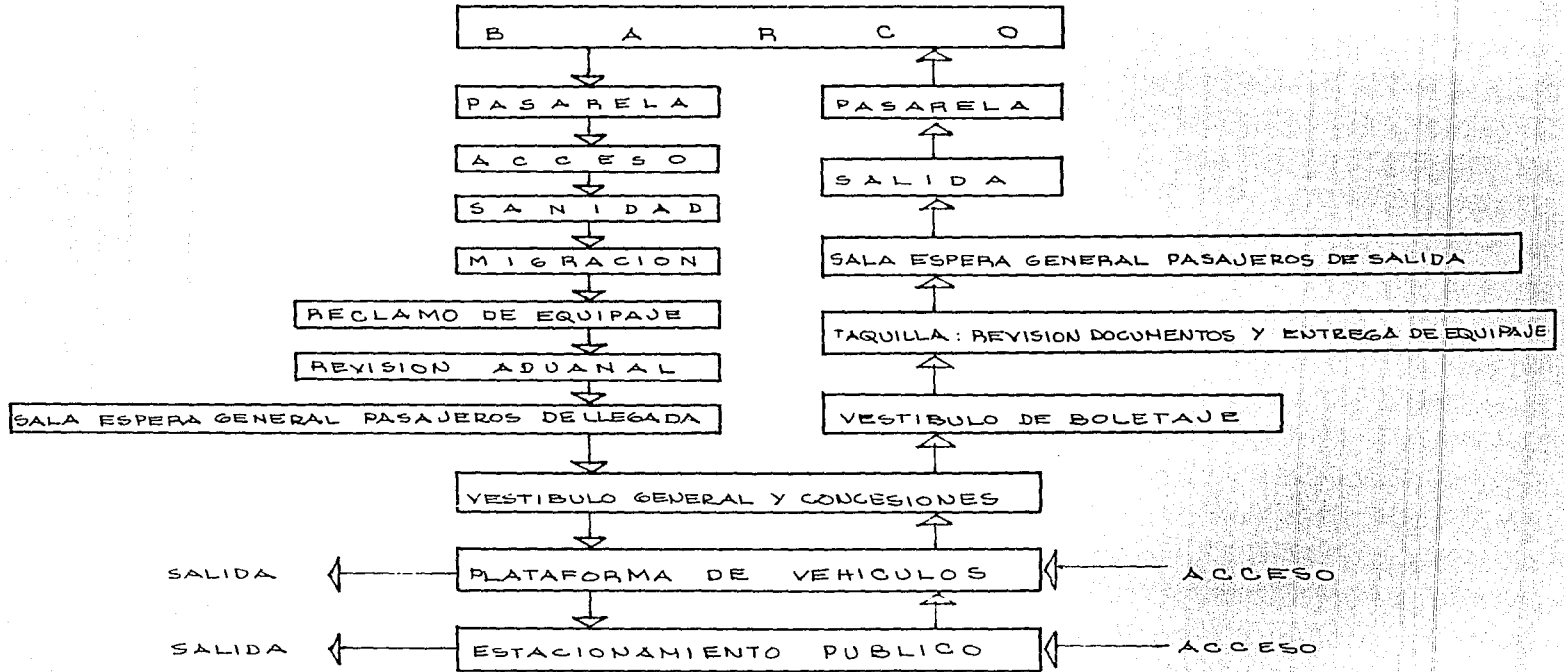 BARCO
PASARELA
PASARELA
ACCESO
SALIDA
SANIDAD
MIGRACION
SALA ESPERA GENERAL PASAJEROS DE SALIDA
RECLAMO DE EQUIPAJE
TAQUILLA: REVISION DOCUMENTOS Y ENTREGA DE EQUIPAJE
REVISION ADUANAL
SALA ESPERA GENERAL PASAJEROS DE LLEGADA
VESTIBULO DE BOLETAJE
VESTIBULO GENERAL Y CONCESIONES
SALIDA
PLATAFORMA DE VEHICULOS
ACCESO
SALIDA
ESTACIONAMIENTO PUBLICO
ACCESO